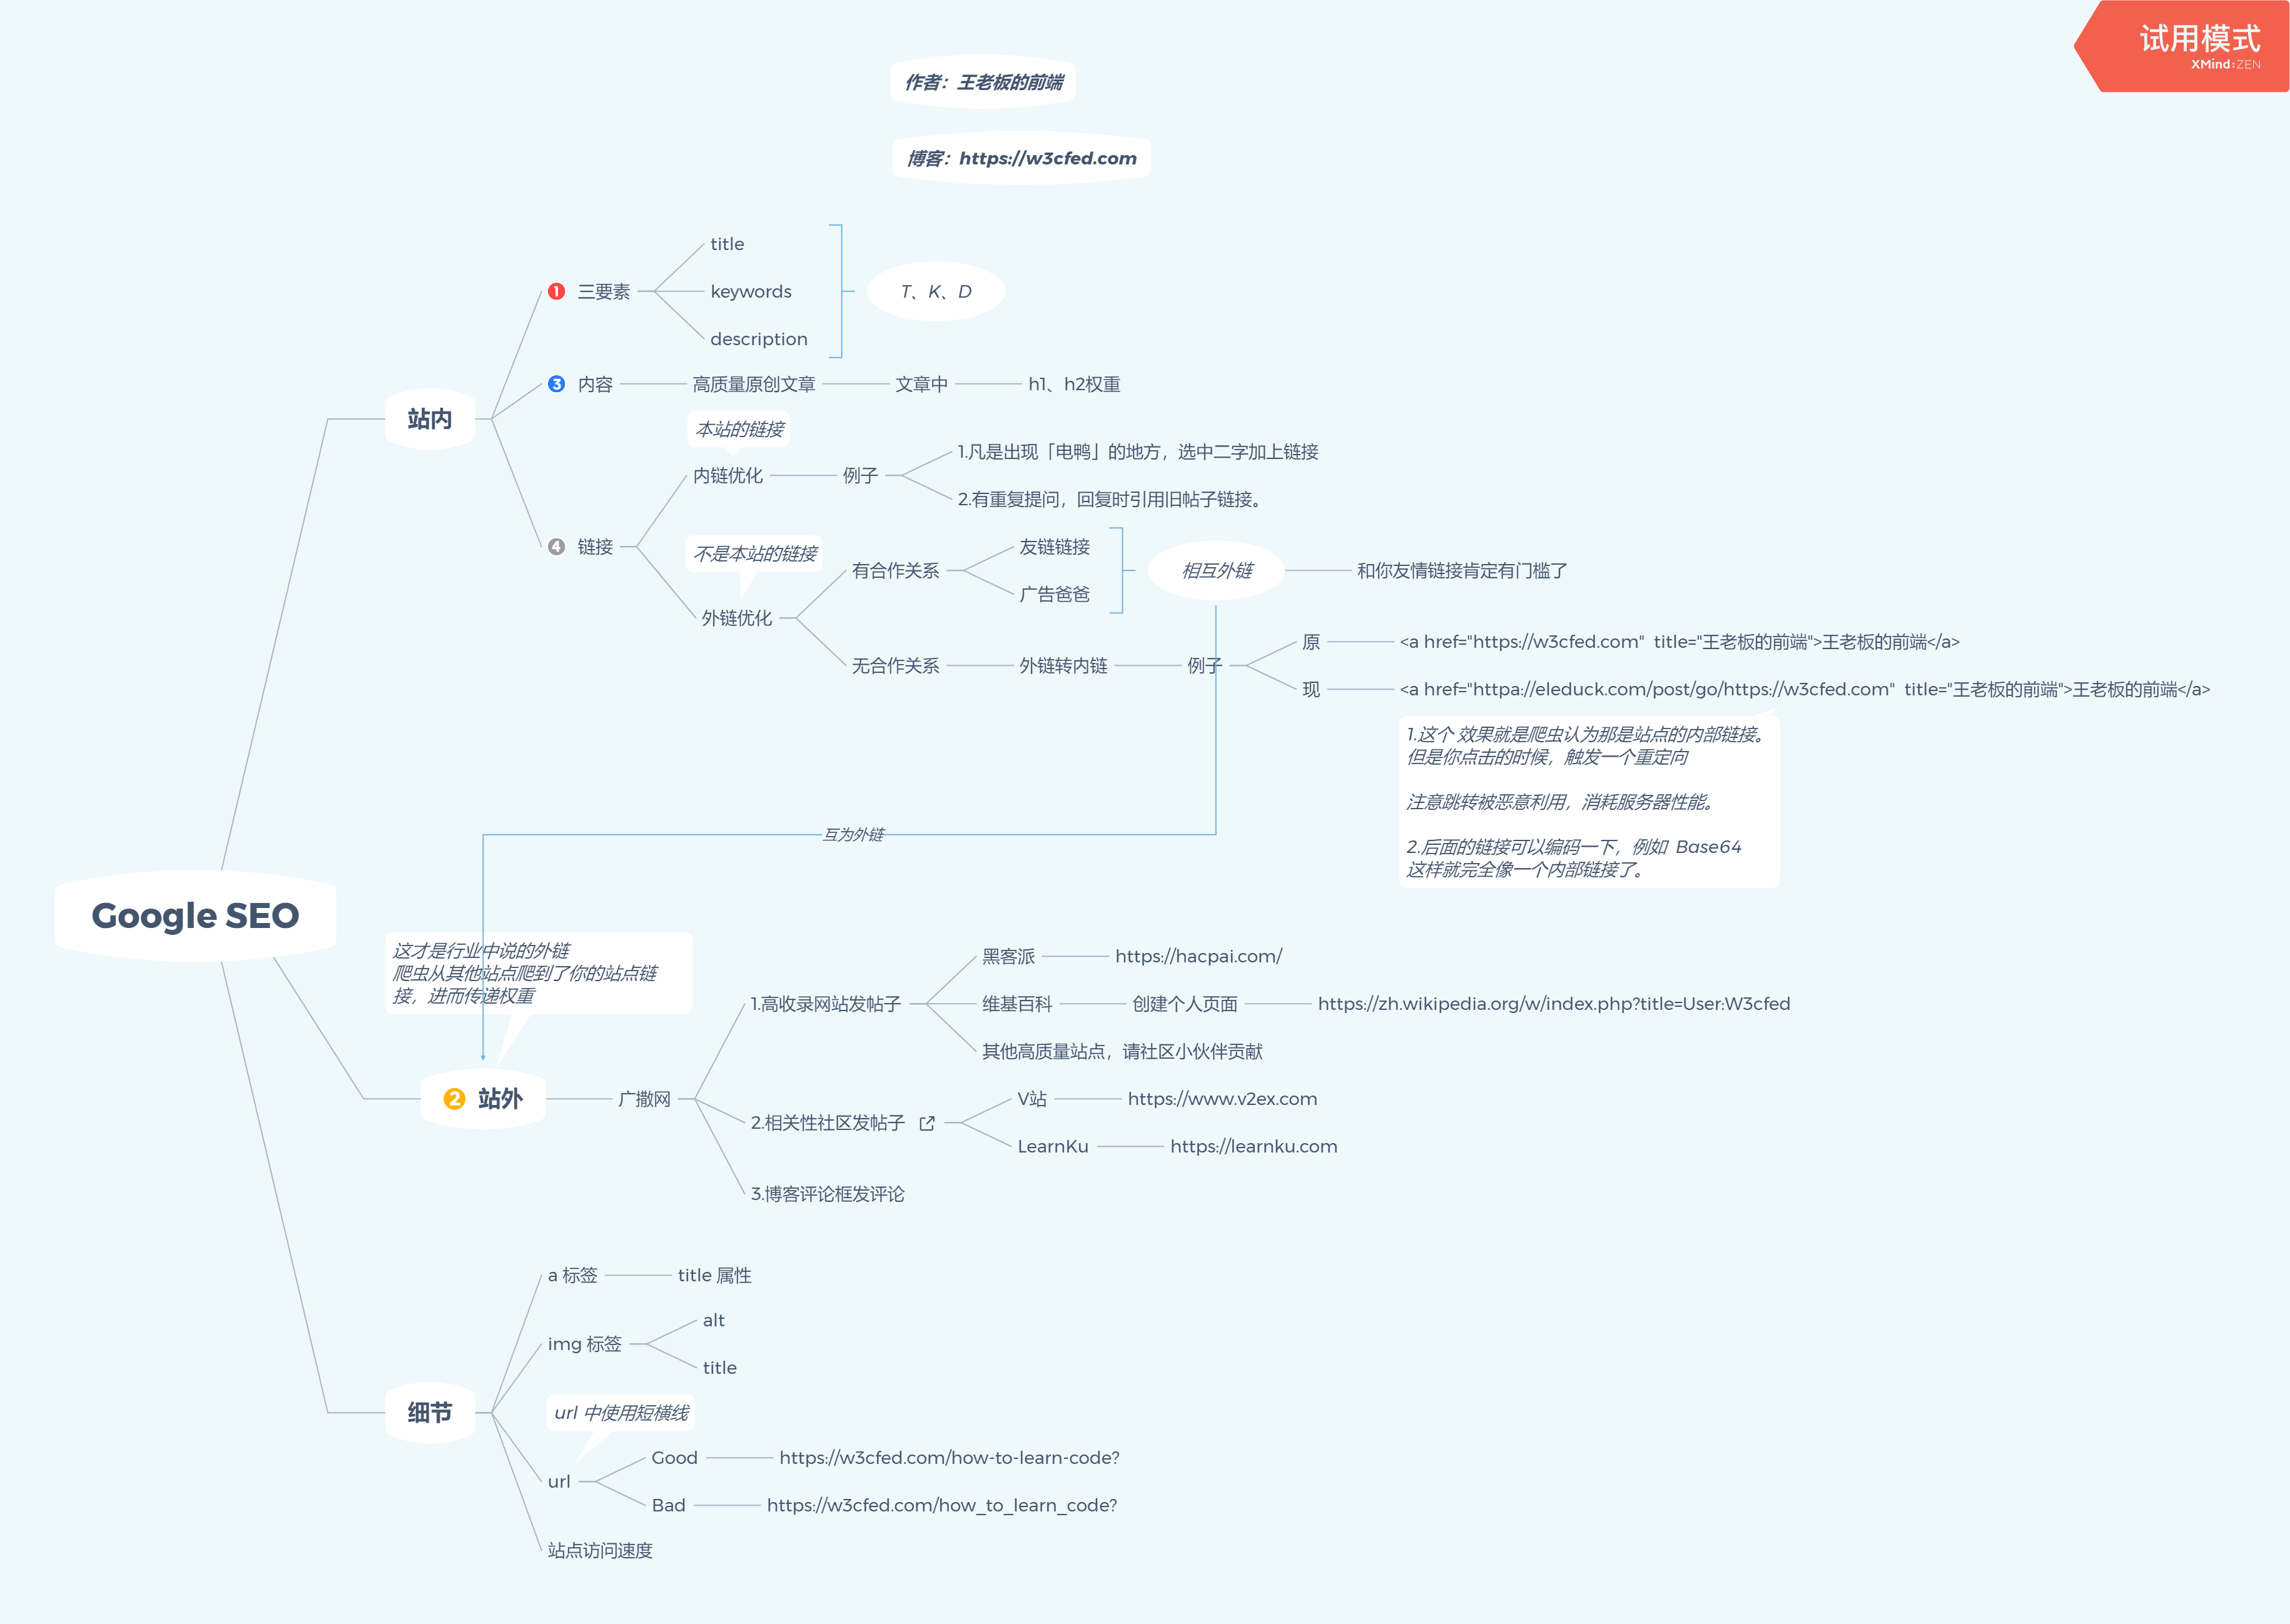 试用模式
XMind:ZEN
作者：王老板的前端
博客：https://w3cfed.com
Google SEO
站内
1 三要素
title
keywords
description
T、K、D
3 内容
高质量原创文章
文章中
h1、h2权重
4 链接
本站的链接
内链优化
例子
1.凡是出现「电鸭」的地方，选中二字加上链接
2.有重复提问，回复时引用旧帖子链接。
不是本站的链接
外链优化
有合作关系
友链链接
广告爸爸
相互外链
和你友情链接肯定有门槛了
无合作关系
外链转内链
例子
原
<a href="https://w3cfed.com" title="王老板的前端">王老板的前端</a>
现
<a href="httpa://eleduck.com/post/go/https://w3cfed.com" title="王老板的前端">王老板的前端</a>
1.这个 效果就是爬虫认为那是站点的内部链接。
但是你点击的时候，触发一个重定向
注意跳转被恶意利用，消耗服务器性能。
2.后面的链接可以编码一下，例如 Base64
这样就完全像一个内部链接了。
互为外链
这才是行业中说的外链
爬虫从其他站点爬到了你的站点链
接，进而传递权重
2 站外
广撒网
1.高收录网站发帖子
黑客派
https://hacpai.com/
维基百科
创建个人页面
https://zh.wikipedia.org/w/index.php?title=User:W3cfed
其他高质量站点，请社区小伙伴贡献
2.相关性社区发帖子
V站
https://www.v2ex.com
LearnKu
https://learnku.com
3.博客评论框发评论
细节
a 标签
title 属性
img 标签
alt
title
url 中使用短横线
url
Good
https://w3cfed.com/how-to-learn-code?
Bad
https://w3cfed.com/how_to_learn_code?
站点访问速度